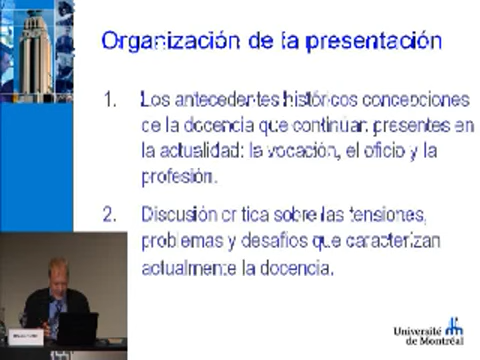 Organización de la presentación
1. Los antecedentes históricos concepciones
de la docencia que continuan presentes en
la actualidad: la vocación, el oficio y la
profesión.
2. Discusión crítica sobre las tensiones,
problemas y desafíos que caracterizan
actualmente la docencia.
Université
de Montréal